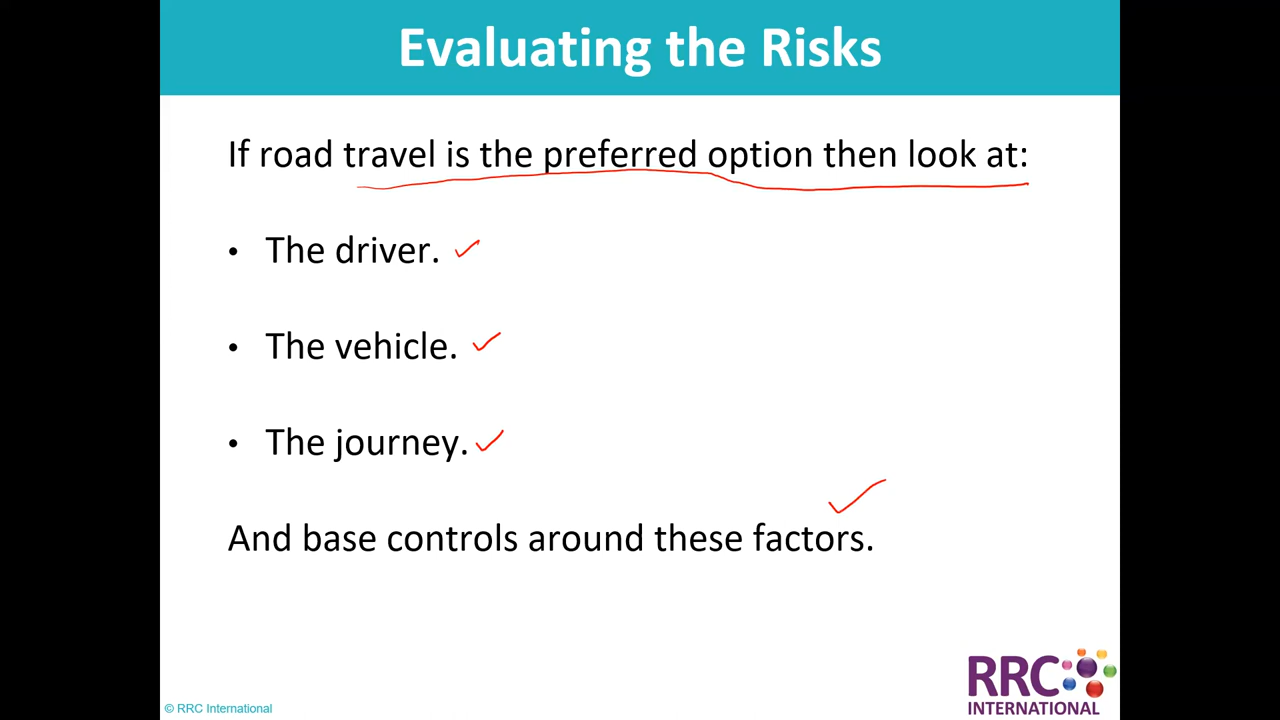 Evaluating the Risks
If road travel is the preferred option then look at:
• The driver.
• The vehicle.
• The journey.
And base controls around these factors.
RRC
INTERNATIONAL
© RRC International